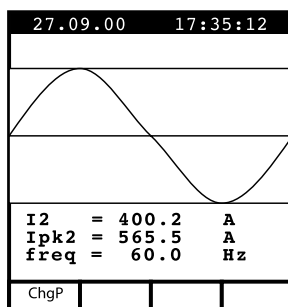 27.09.00 17:35:12
I2 = 400.2 A
Ipk2 = 565.5 A
freq = 60.0 Hz
ChgP